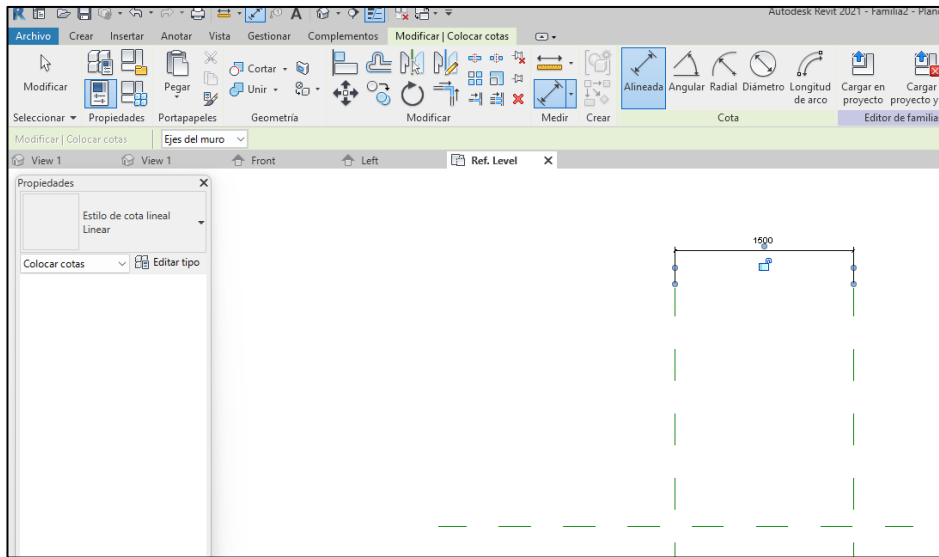 Autodesk Revit 2021 - Familia2 - Plan
Archivo Crear Insertar Anotar Vista Gestionar Complementos Modificar | Colocar cotas
Cortar
Modificar Pegar Unir Alineada Angular Radial Diámetro Longitud de arco Cargar en proyecto Cargar proyecto y
Seleccionar Propiedades Portapapeles Geometría Modificar Medir Crear Cota Editor de familia
Modificar | Colocar cotas Ejes del muro
View 1 View 1 Front Left Ref. Level
Propiedades
Estilo de cota lineal
Linear
Colocar cotas Editar tipo
1500